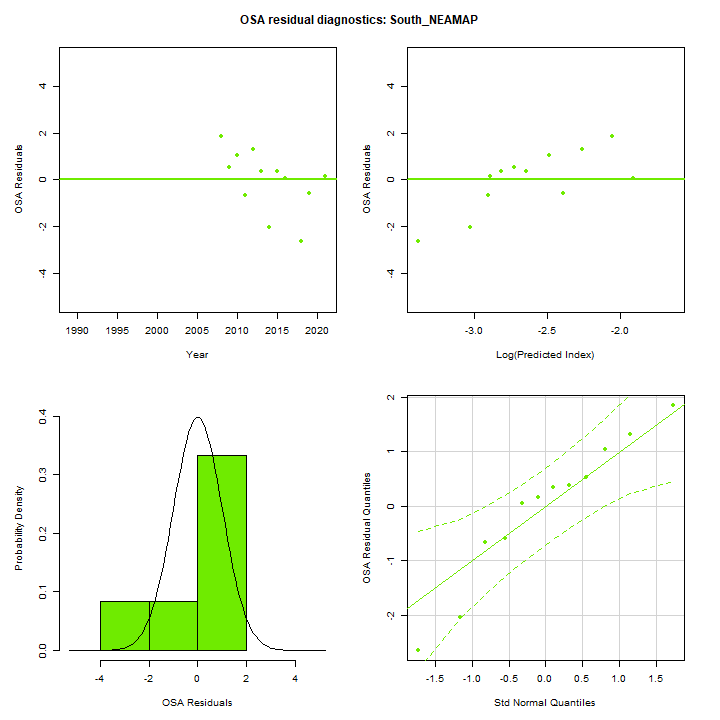 OSA residual diagnostics: South_NEAMAP
OSA Residuals
4
2
0
-2
-4
1990 1995 2000 2005 2010 2015 2020
Year
OSA Residuals
4
2
0
-2
-4
-3.0 -2.5 -2.0
Log(Predicted Index)
Probability Density
0.4
0.3
0.2
0.1
0.0
-4 -2 0 2 4
OSA Residuals
OSA Residual Quantiles
2
1
0
-1
-2
-1.5 -1.0 -0.5 0.0 0.5 1.0 1.5
Std Normal Quantiles